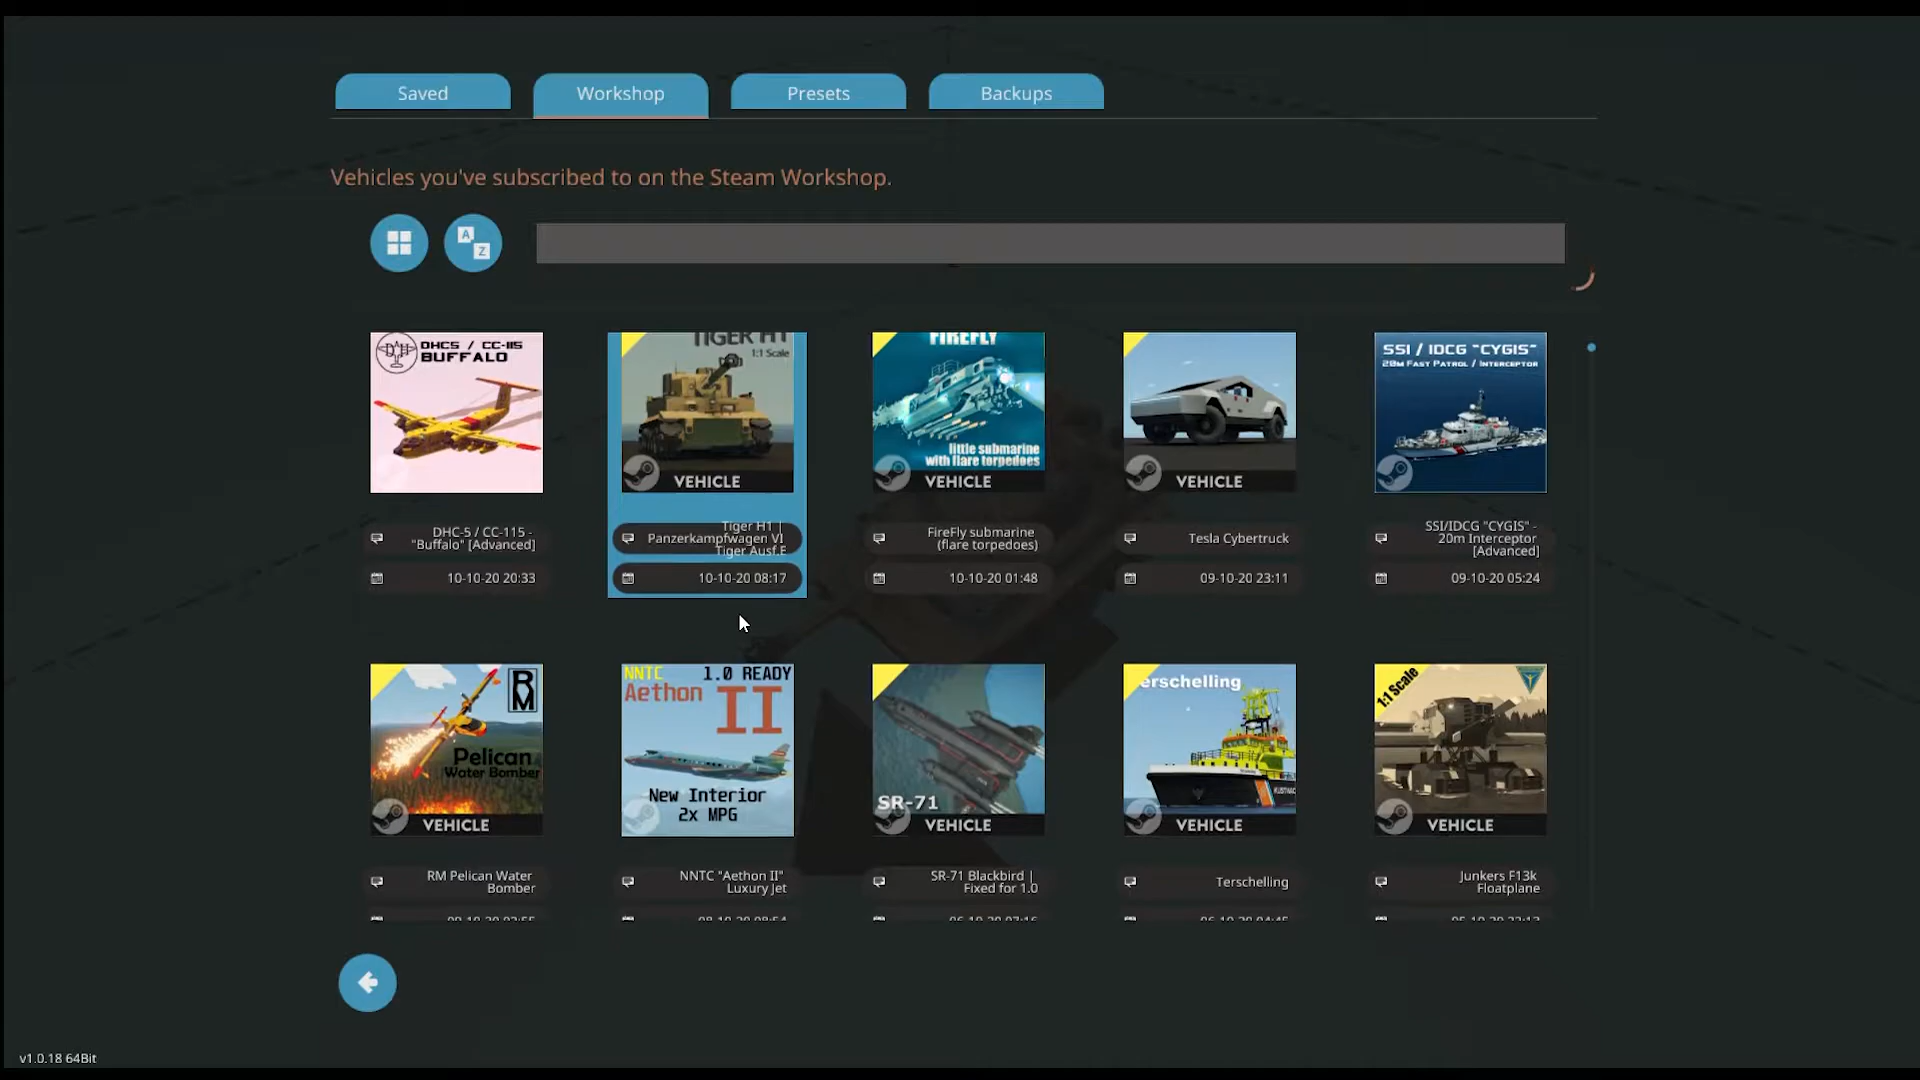 Saved
Workshop
Presets
Backups
Vehicles you've subscribed to on the Steam Workshop.
A
Z
DHC5 / CC-115
BUFFALO
TIGER H1
1:1 Scale
VEHICLE
FIREFLY
little submarine
with flare torpedoes
VEHICLE
VEHICLE
SSI / IDCG "CYGIS"
20m Fast Patrol / Interceptor
DHC-5 / CC-115 -
"Buffalo" [Advanced]
10-10-20 20:33
Tiger H1 |
Panzerkampfwagen VI
Tiger Ausf.E
10-10-20 08:17
FireFly submarine
(flare torpedoes)
10-10-20 01:48
Tesla Cybertruck
09-10-20 23:11
SSI/IDCG "CYGIS" -
20m Interceptor
[Advanced]
09-10-20 05:24
RM
Pelican
Water Bomber
VEHICLE
NNTC
1.0 READY
Aethon
II
New Interior
2x MPG
SR-71
VEHICLE
erschelling
VEHICLE
1:1 Scale
VEHICLE
RM Pelican Water
Bomber
NNTC "Aethon II"
Luxury Jet
SR-71 Blackbird |
Fixed for 1.0
Terschelling
Junkers F13k
Floatplane
v1.0.18 64Bit